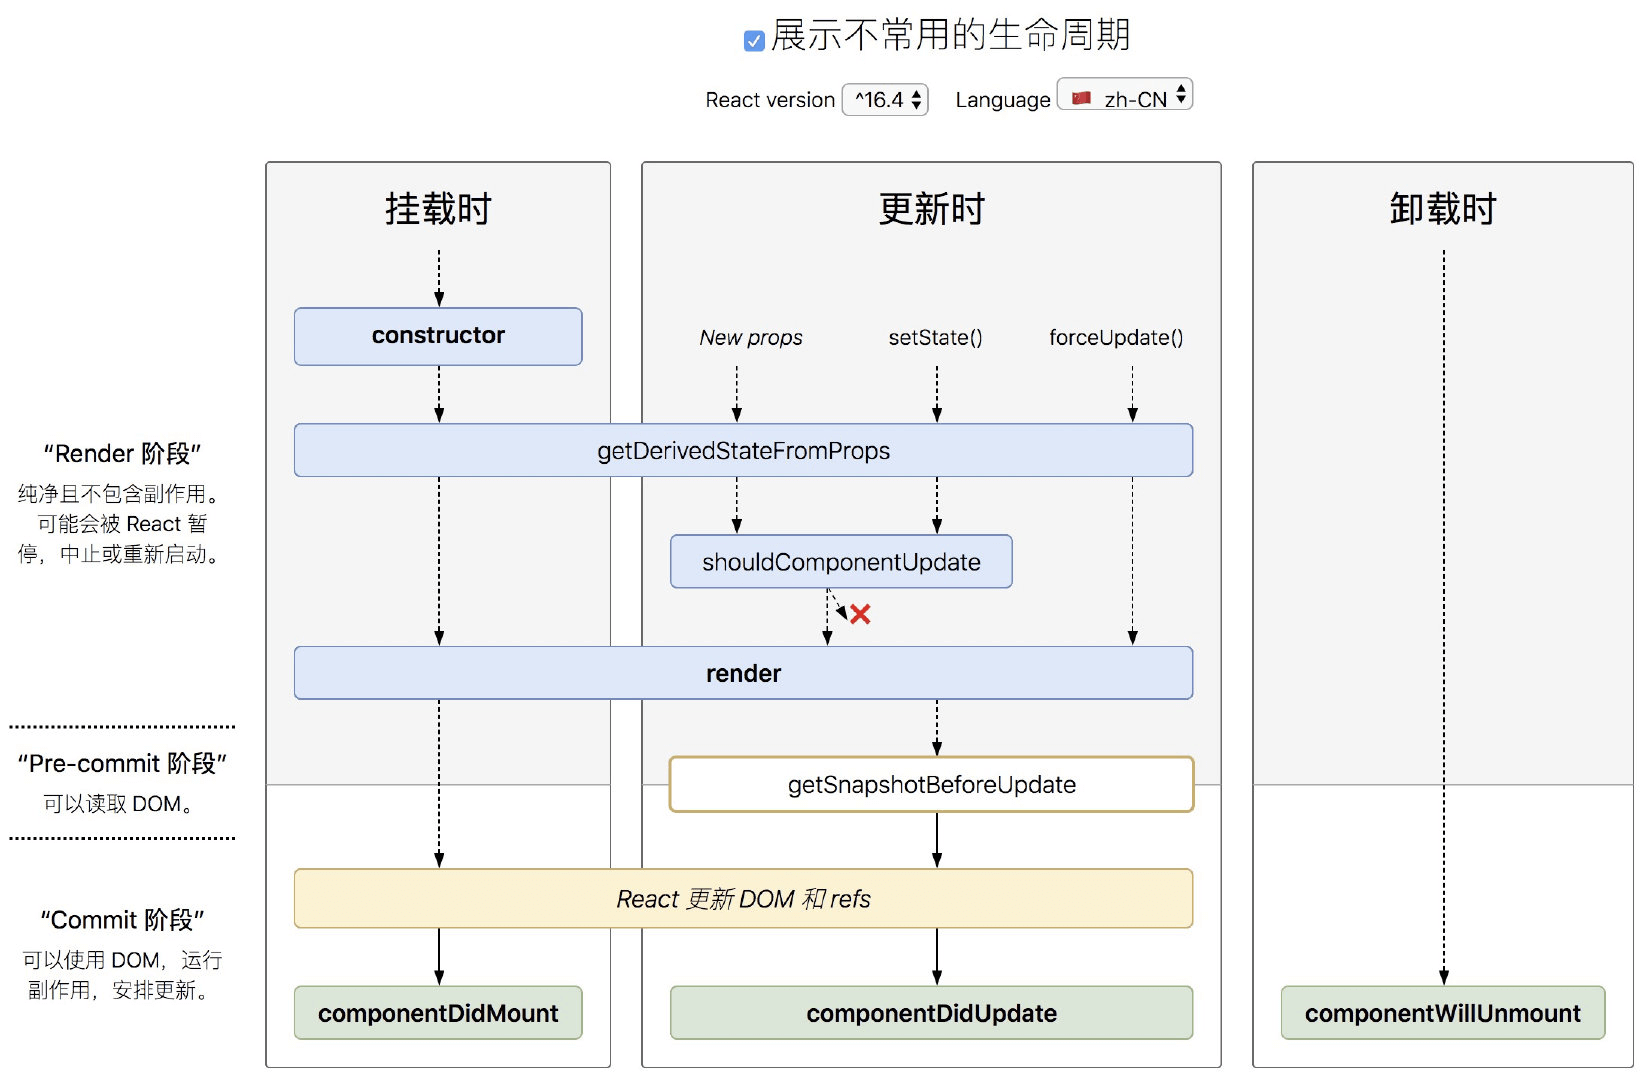 展示不常用的生命周期
React version ^16.4 Language zh-CN
挂载时
更新时
卸载时
constructor
New props
setState()
forceUpdate()
getDerivedStateFromProps
shouldComponentUpdate
render
getSnapshotBeforeUpdate
React 更新 DOM 和 refs
componentDidMount
componentDidUpdate
componentWillUnmount
“Render 阶段”
纯净且不包含副作用。
可能会被 React 暂
停，中止或重新启动。
“Pre-commit 阶段”
可以读取 DOM。
“Commit 阶段”
可以使用 DOM，运行
副作用，安排更新。